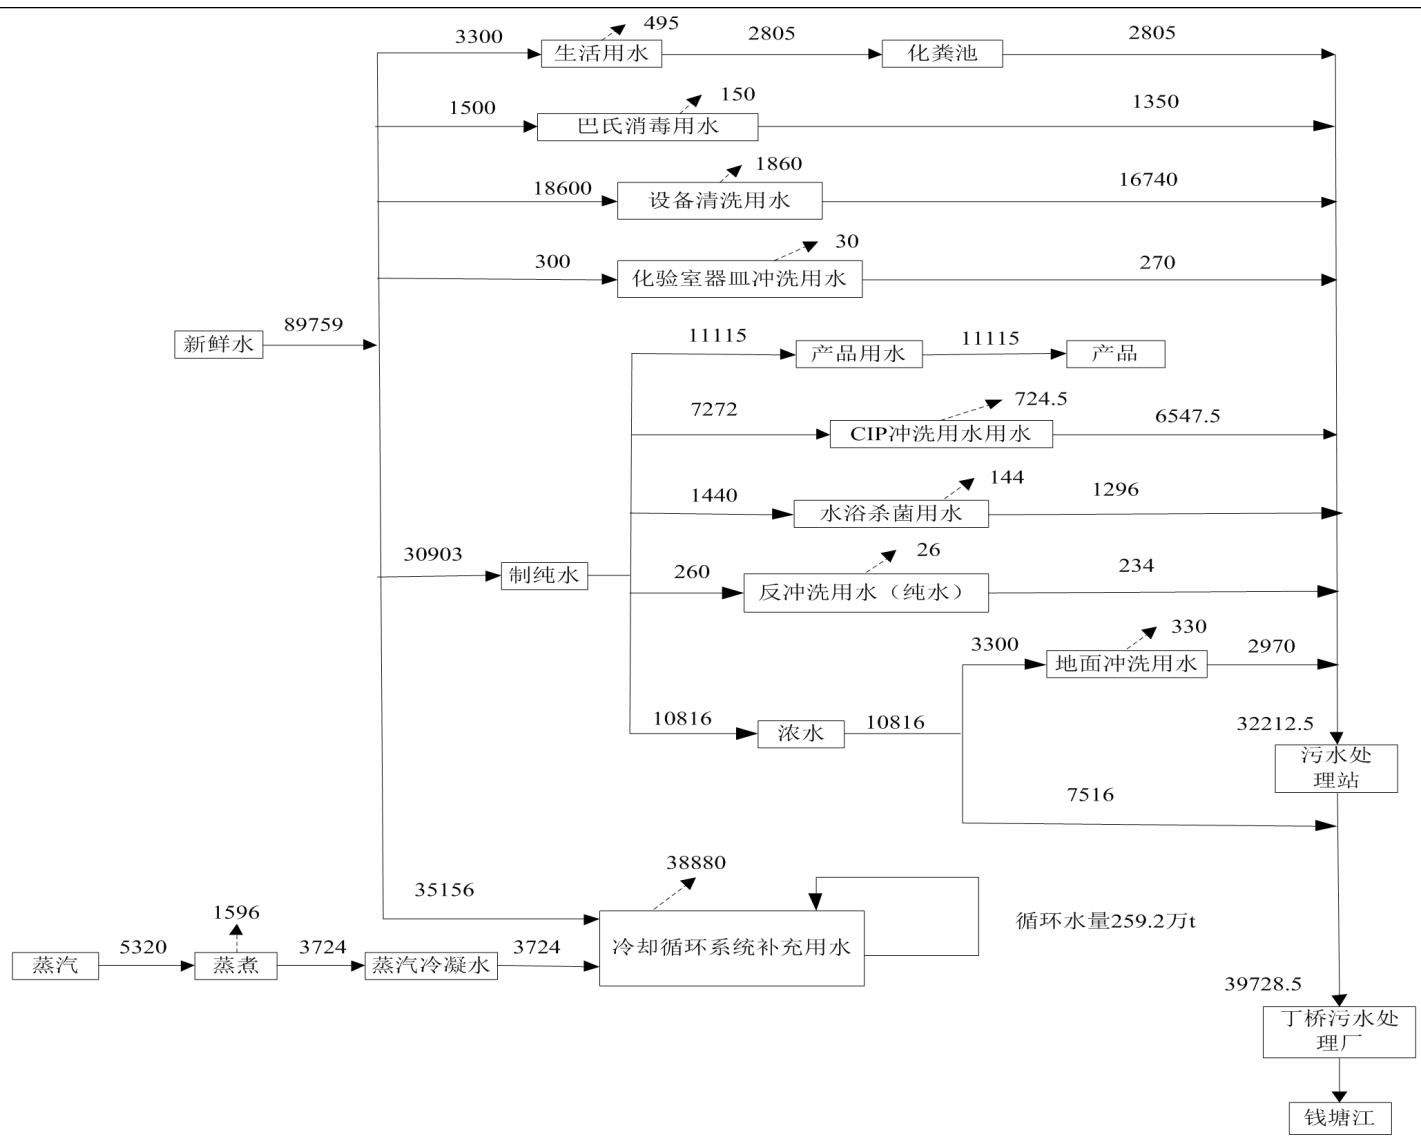 3300
生活用水
495
2805
化粪池
2805
1500
巴氏消毒用水
150
1350
18600
设备清洗用水
1860
16740
300
化验室器皿冲洗用水
30
270
新鲜水
89759
11115
产品用水
11115
产品
7272
CIP冲洗用水用水
724.5
6547.5
1440
水浴杀菌用水
144
1296
30903
制纯水
260
反冲洗用水（纯水）
26
234
3300
地面冲洗用水
330
2970
10816
浓水
10816
32212.5
污水处
理站
7516
35156
38880
冷却循环系统补充用水
循环水量259.2万t
蒸汽
5320
蒸煮
1596
3724
蒸汽冷凝水
3724
39728.5
丁桥污水处
理厂
钱塘江